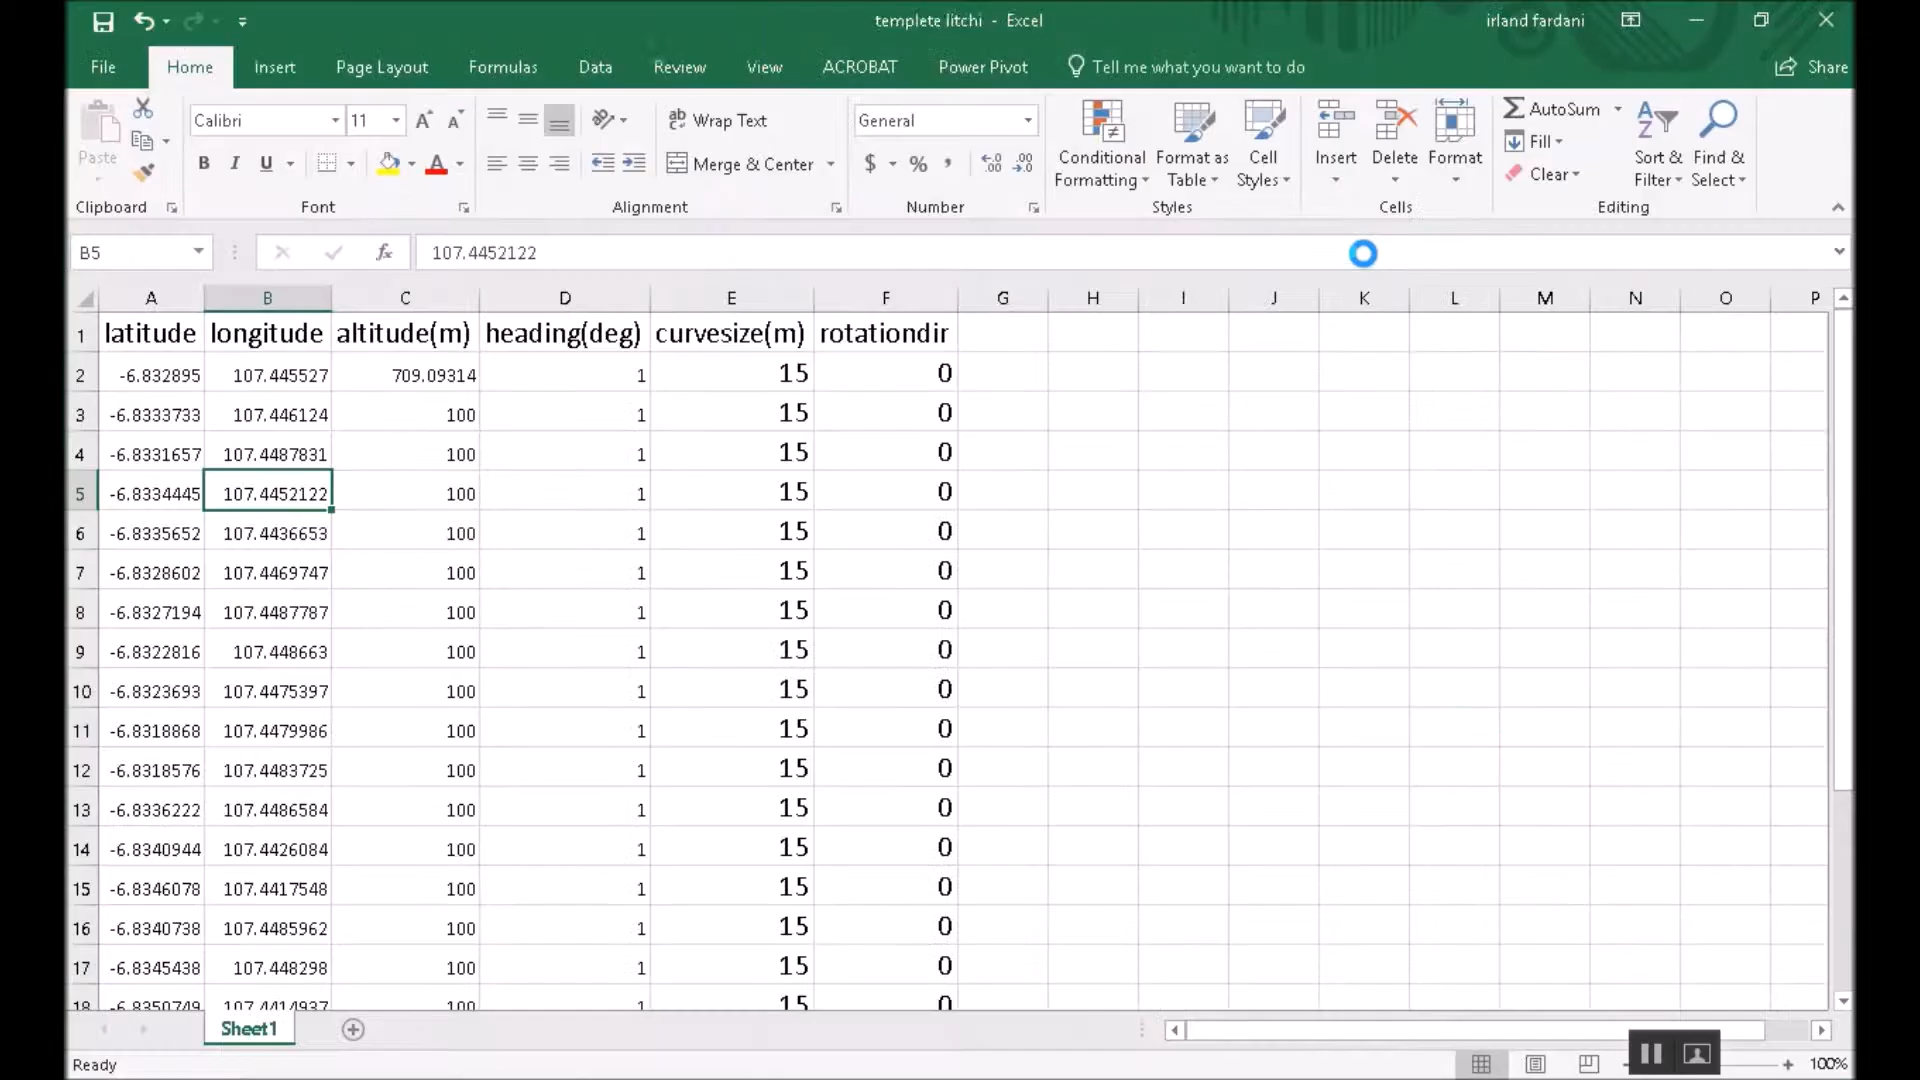 templete litchi - Excel
irland fardani
File Home Insert Page Layout Formulas Data Review View ACROBAT Power Pivot Tell me what you want to do Share
Paste
Calibri 11
Wrap Text
General
B I U
Merge & Center
$ % ,
Conditional Formatting
Format as Table
Cell Styles
Insert Delete Format
AutoSum
Fill
Clear
Sort & Filter
Find & Select
Clipboard Font Alignment Number Styles Cells Editing
B5 fx 107.4452122
A B C D E F G H I J K L M N O P
1 latitude longitude altitude(m) heading(deg) curvesize(m) rotationdir
2 -6.832895 107.445527 709.09314 1 15 0
3 -6.8333733 107.446124 100 1 15 0
4 -6.8331657 107.4487831 100 1 15 0
5 -6.8334445 107.4452122 100 1 15 0
6 -6.8335652 107.4436653 100 1 15 0
7 -6.8328602 107.4469747 100 1 15 0
8 -6.8327194 107.4487787 100 1 15 0
9 -6.8322816 107.448663 100 1 15 0
10 -6.8323693 107.4475397 100 1 15 0
11 -6.8318868 107.4479986 100 1 15 0
12 -6.8318576 107.4483725 100 1 15 0
13 -6.8336222 107.4486584 100 1 15 0
14 -6.8340944 107.4426084 100 1 15 0
15 -6.8346078 107.4417548 100 1 15 0
16 -6.8340738 107.4485962 100 1 15 0
17 -6.8345438 107.448298 100 1 15 0
18 -6.8350749 107.4414937 100 1 15 0
Sheet1
Ready
100%